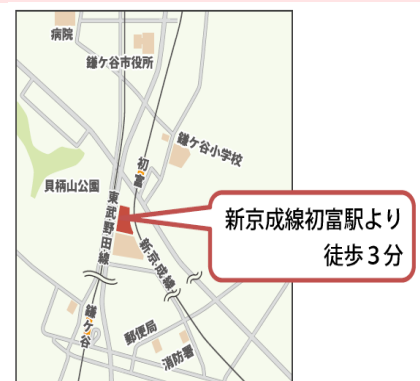 病院
鎌ケ谷市役所
鎌ケ谷小学校
初富
貝柄山公園
東武野田線
新京成線初富駅より
徒歩3分
新京成線
鎌ケ谷
郵便局
消防署